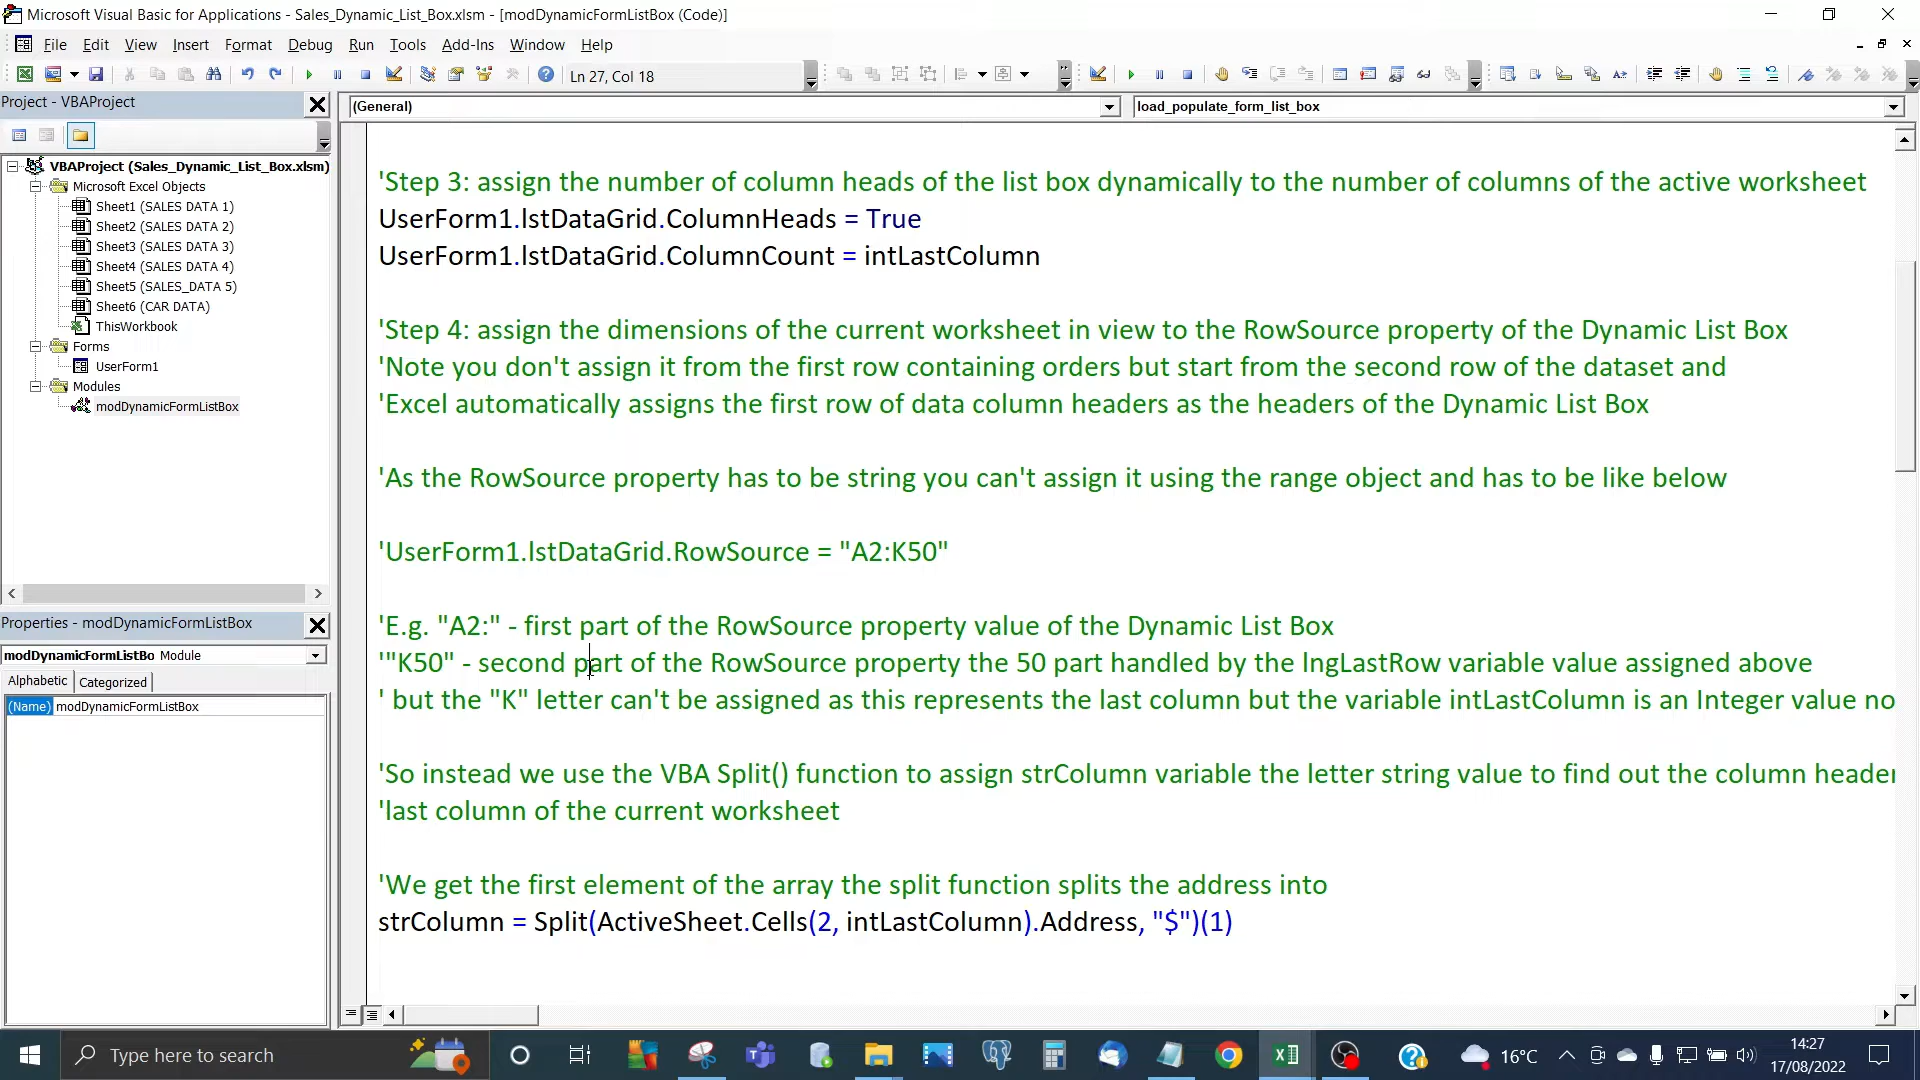 Microsoft Visual Basic for Applications - Sales_Dynamic_List_Box.xlsm - [modDynamicFormListBox (Code)]
File Edit View Insert Format Debug Run Tools Add-Ins Window Help
Ln 27, Col 18
Project - VBAProject
(General)
load_populate_form_list_box
VBAProject (Sales_Dynamic_List_Box.xlsm)
Microsoft Excel Objects
Sheet1 (SALES DATA 1)
Sheet2 (SALES DATA 2)
Sheet3 (SALES DATA 3)
Sheet4 (SALES DATA 4)
Sheet5 (SALES_DATA 5)
Sheet6 (CAR DATA)
ThisWorkbook
Forms
UserForm1
Modules
modDynamicFormListBox
Properties - modDynamicFormListBox
modDynamicFormListBo Module
Alphabetic Categorized
(Name) modDynamicFormListBox
'Step 3: assign the number of column heads of the list box dynamically to the number of columns of the active worksheet
UserForm1.lstDataGrid.ColumnHeads = True
UserForm1.lstDataGrid.ColumnCount = intLastColumn
'Step 4: assign the dimensions of the current worksheet in view to the RowSource property of the Dynamic List Box
'Note you don't assign it from the first row containing orders but start from the second row of the dataset and
'Excel automatically assigns the first row of data column headers as the headers of the Dynamic List Box
'As the RowSource property has to be string you can't assign it using the range object and has to be like below
'UserForm1.lstDataGrid.RowSource = "A2:K50"
'E.g. "A2:" - first part of the RowSource property value of the Dynamic List Box
'"K50" - second part of the RowSource property the 50 part handled by the lngLastRow variable value assigned above
' but the "K" letter can't be assigned as this represents the last column but the variable intLastColumn is an Integer value no
'So instead we use the VBA Split() function to assign strColumn variable the letter string value to find out the column header
'last column of the current worksheet
'We get the first element of the array the split function splits the address into
strColumn = Split(ActiveSheet.Cells(2, intLastColumn).Address, "$")(1)
Type here to search
16°C
14:27
17/08/2022